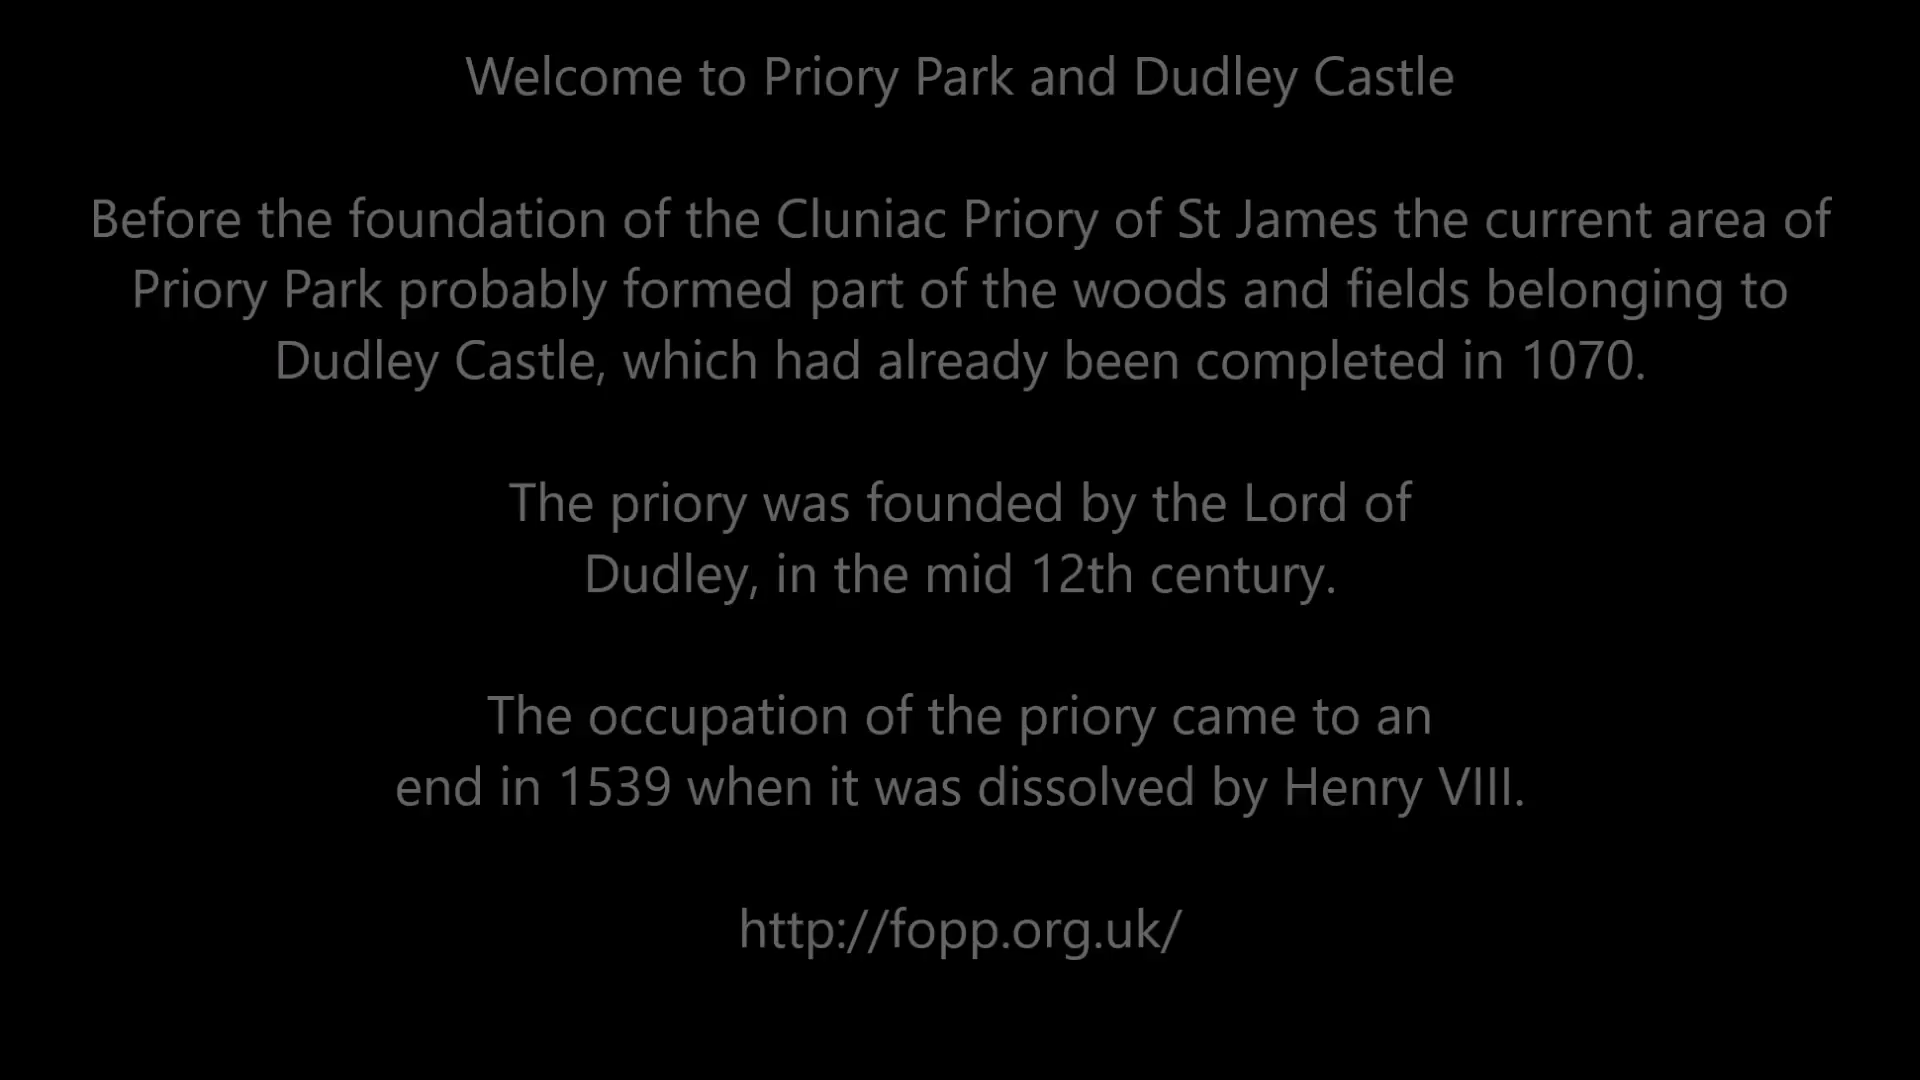 Welcome to Priory Park and Dudley Castle
Before the foundation of the Cluniac Priory of St James the current area of
Priory Park probably formed part of the woods and fields belonging to
Dudley Castle, which had already been completed in 1070.
The priory was founded by the Lord of
Dudley, in the mid 12th century.
The occupation of the priory came to an
end in 1539 when it was dissolved by Henry VIII.
http://fopp.org.uk/